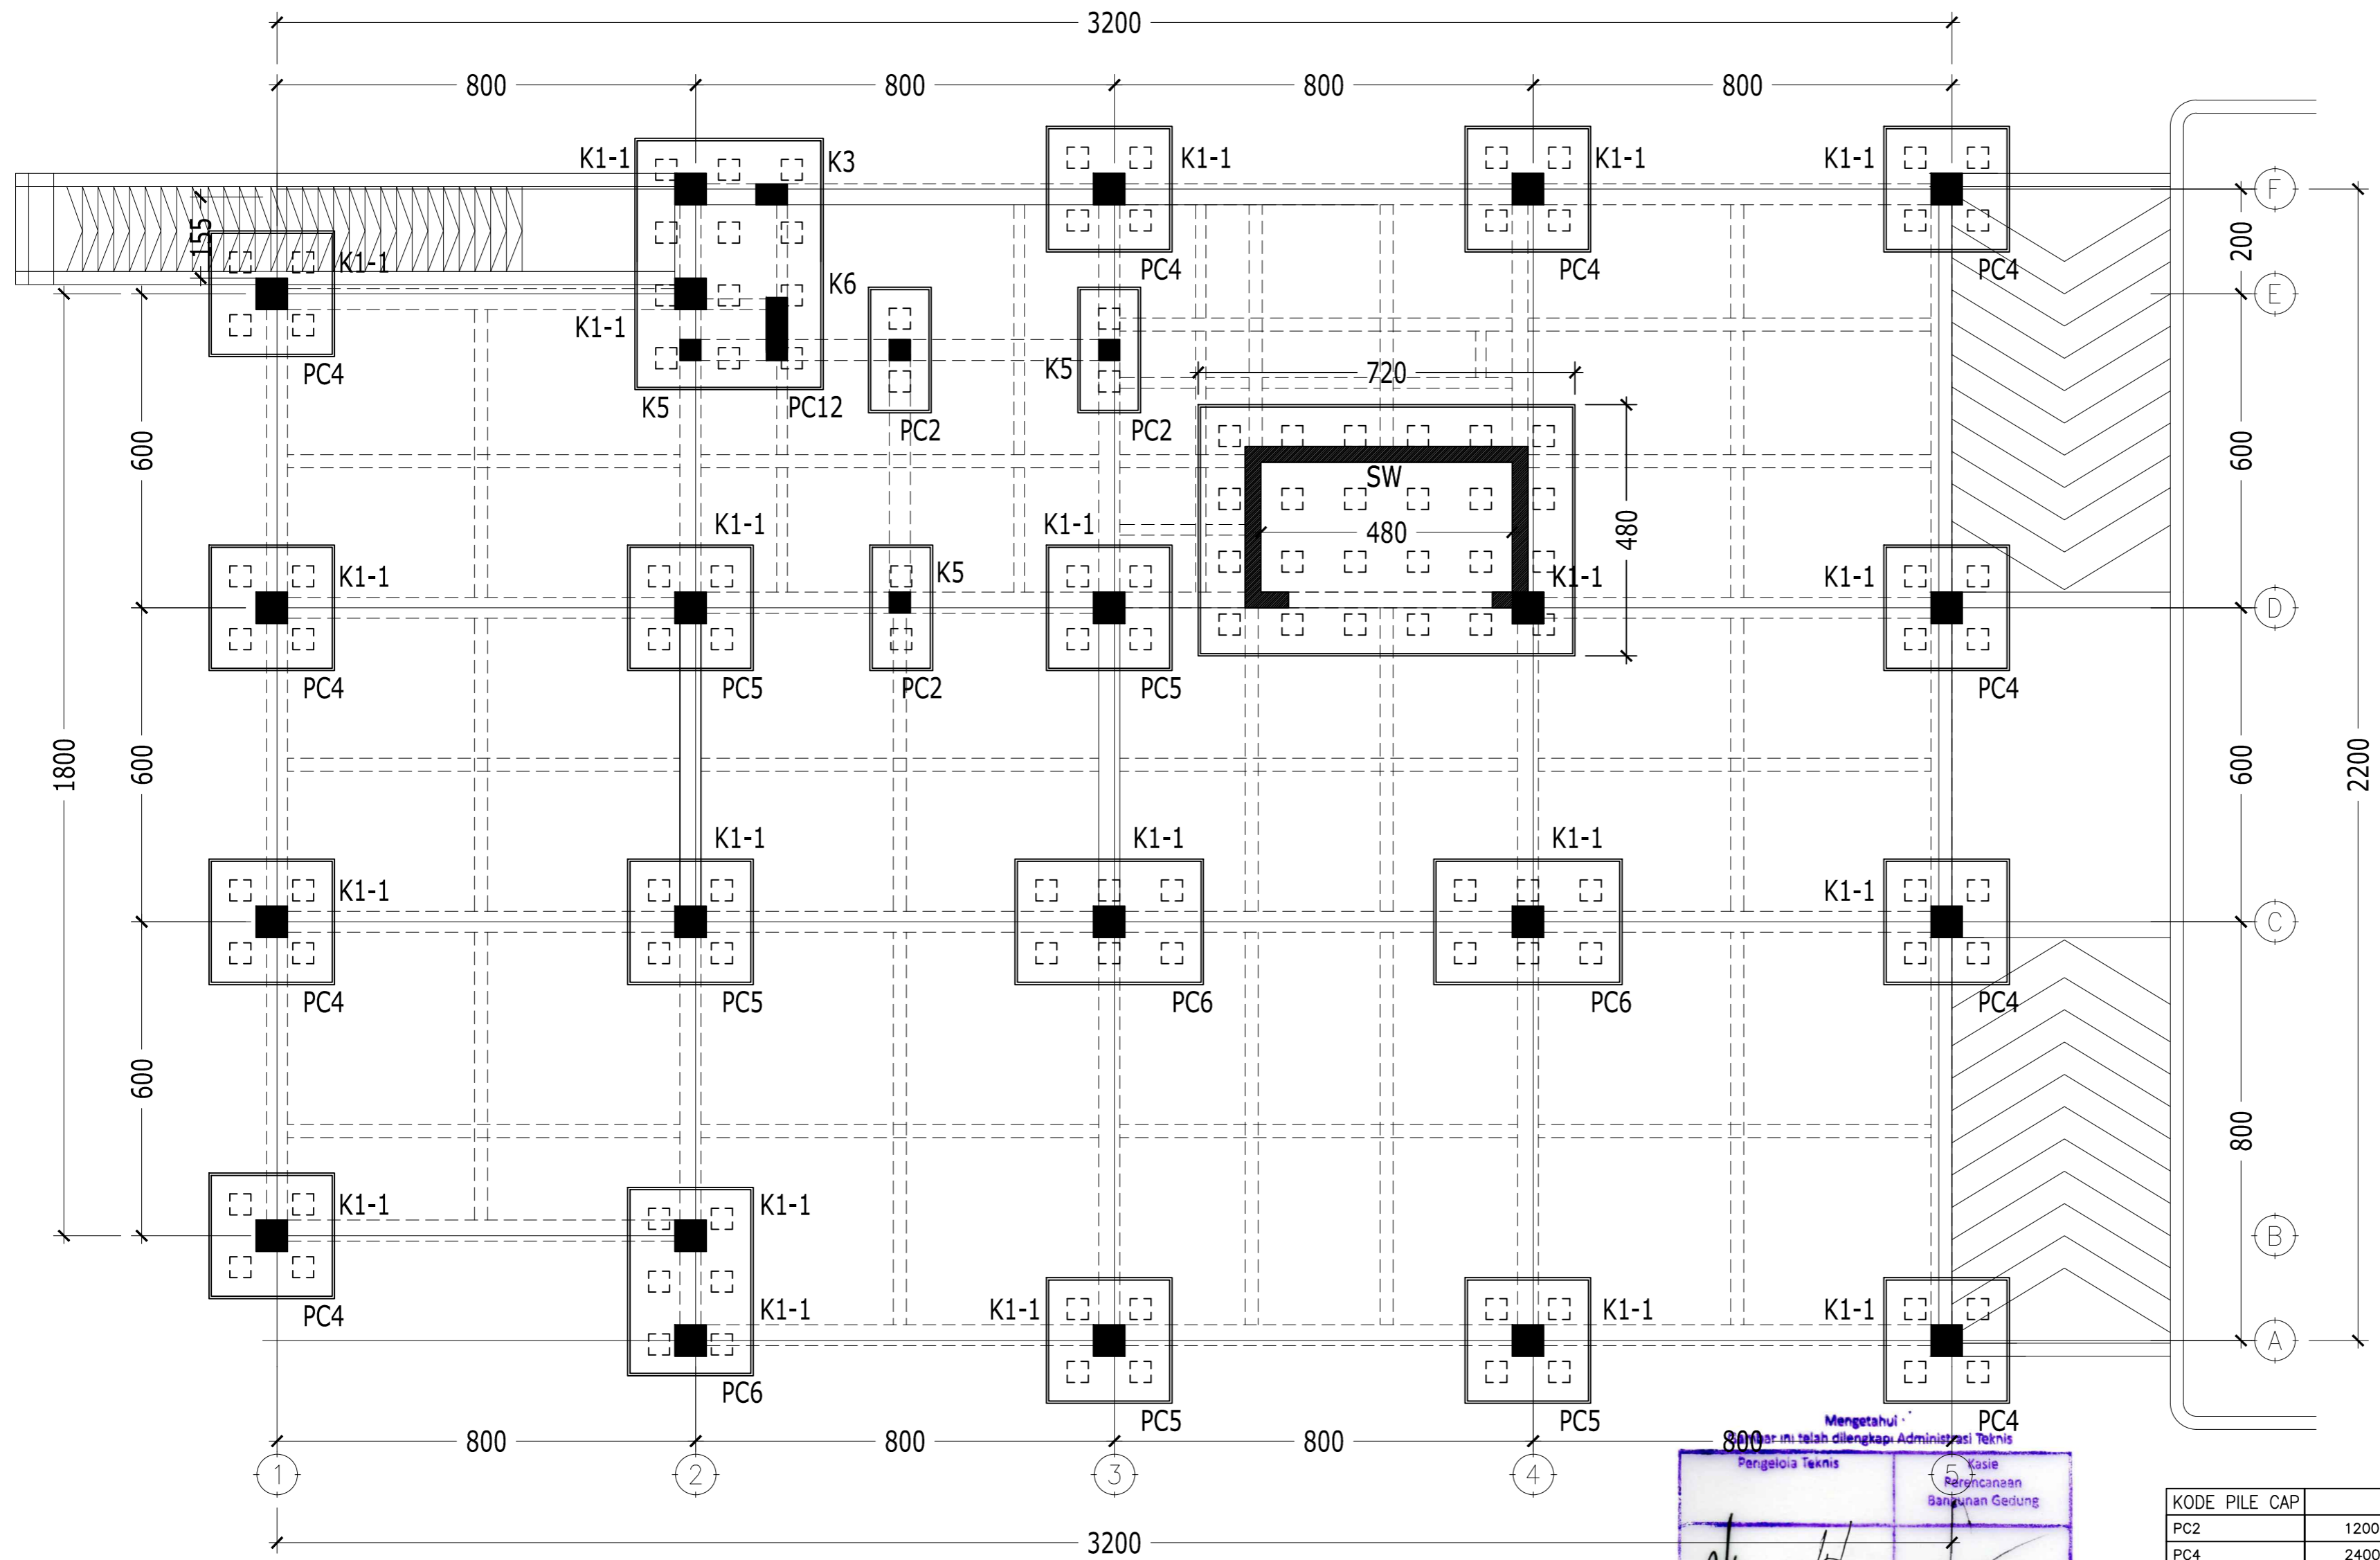 3200
800 800 800 800
K1-1 K3 K1-1 K1-1 K1-1 F
155 200
K1-1 PC4 PC4 PC4
K6 E
K1-1
PC4 K5 720
K5 PC12 PC2 PC2
600 SW 600
480 480
K1-1 K1-1
K1-1 K5 K1-1 K1-1
D
PC4 PC5 PC2 PC5 PC4
1800 600 600 2200
K1-1 K1-1 K1-1
K1-1 K1-1
C
PC4 PC5 PC6 PC6 PC4
600 800
K1-1 K1-1
B
PC4 K1-1 K1-1 K1-1 K1-1
A
PC6 PC5 PC5 PC4
800 800 800 800
1 2 3 4 5
3200
Mengetahui
Gambar ini telah dilengkapi Administrasi Teknis
Pengelola Teknis
Kasie
Perencanaan
Bangunan Gedung
KODE PILE CAP
PC2 1200
PC4 2400